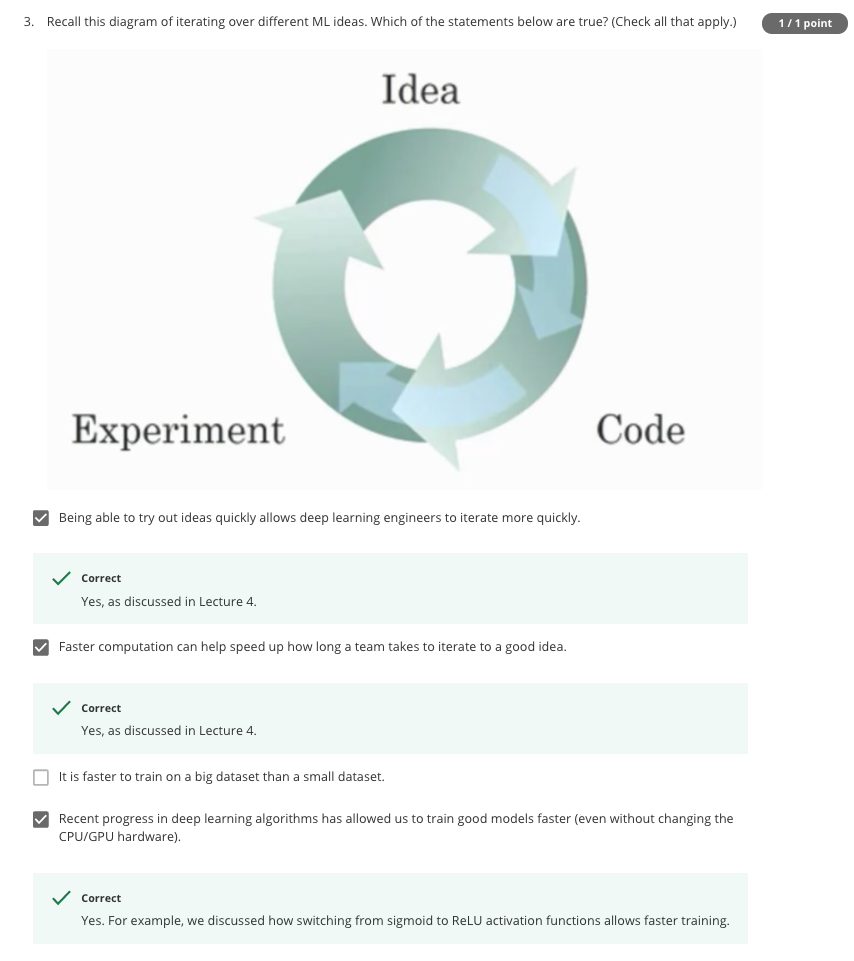 3. Recall this diagram of iterating over different ML ideas. Which of the statements below are true? (Check all that apply.)
1 / 1 point
Idea
Experiment
Code
Being able to try out ideas quickly allows deep learning engineers to iterate more quickly.
Correct
Yes, as discussed in Lecture 4.
Faster computation can help speed up how long a team takes to iterate to a good idea.
Correct
Yes, as discussed in Lecture 4.
It is faster to train on a big dataset than a small dataset.
Recent progress in deep learning algorithms has allowed us to train good models faster (even without changing the
CPU/GPU hardware).
Correct
Yes. For example, we discussed how switching from sigmoid to ReLU activation functions allows faster training.